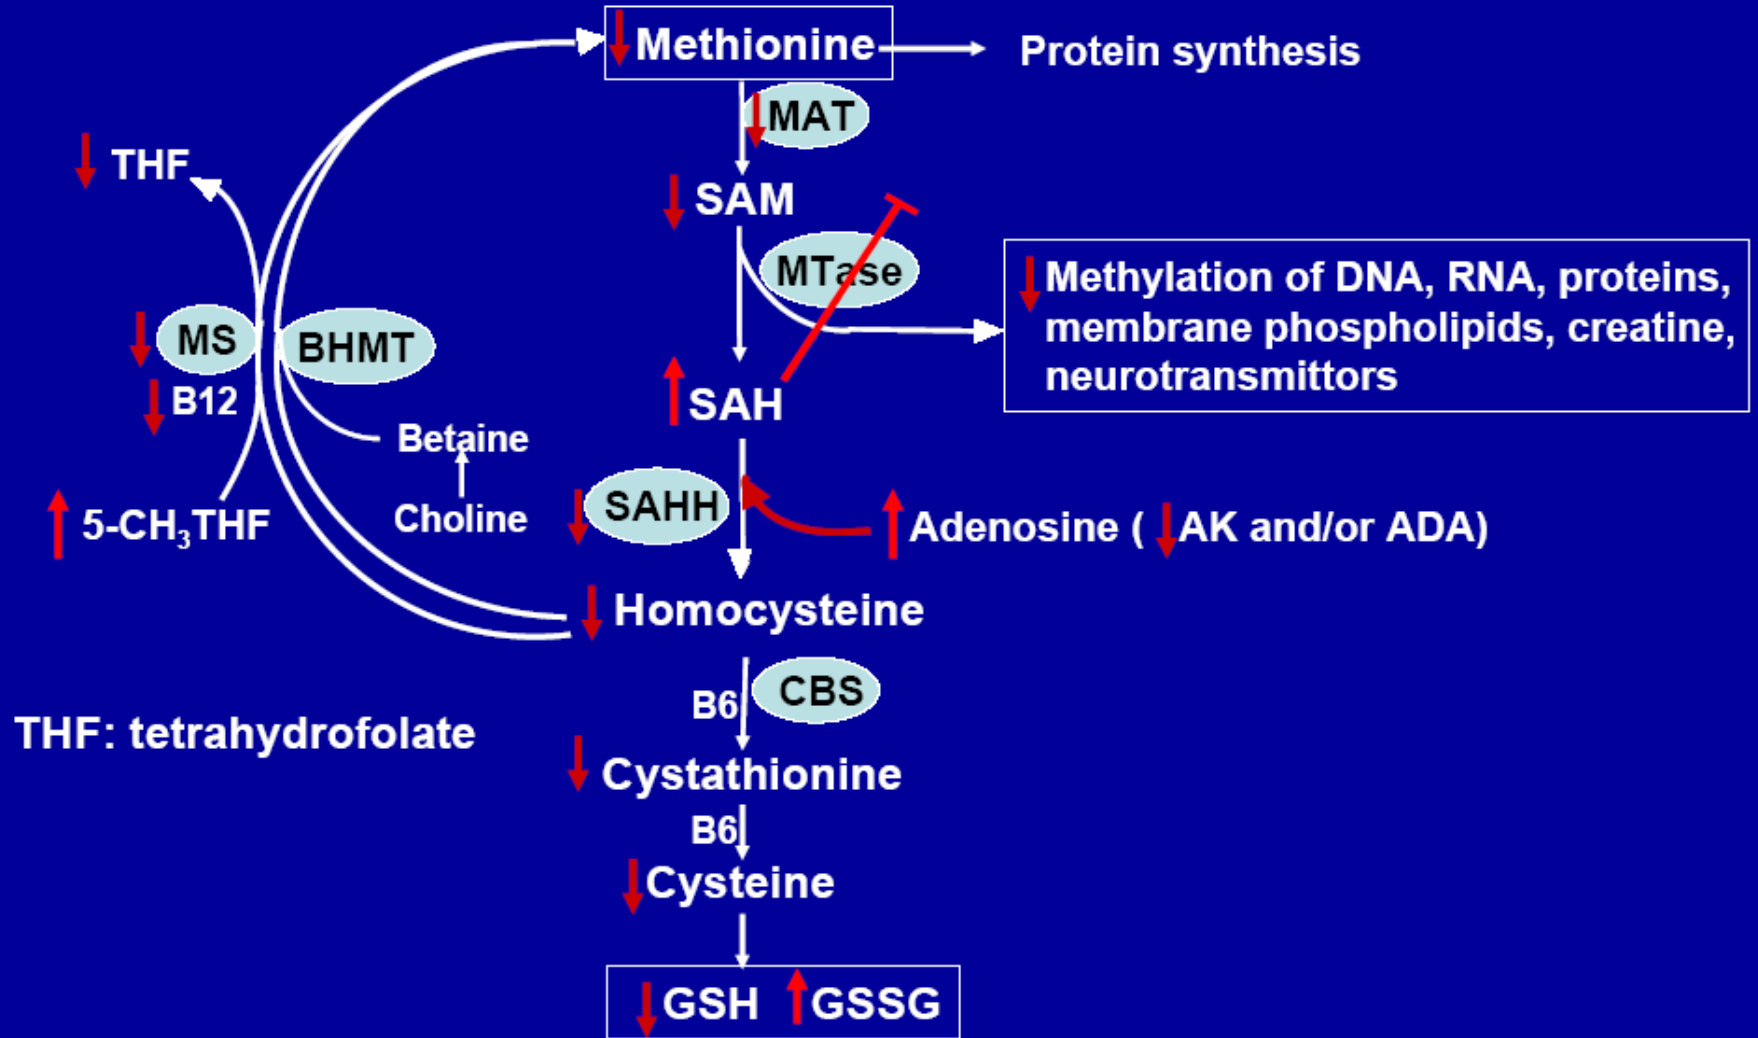 Methionine
Protein synthesis
MAT
THF
SAM
MTase
Methylation of DNA, RNA, proteins,
membrane phospholipids, creatine,
neurotransmittors
MS
BHMT
B12
SAH
Betaine
Choline
5-CH₃THF
SAHH
Adenosine ( AK and/or ADA)
Homocysteine
B6
CBS
THF: tetrahydrofolate
Cystathionine
B6
Cysteine
GSH GSSG